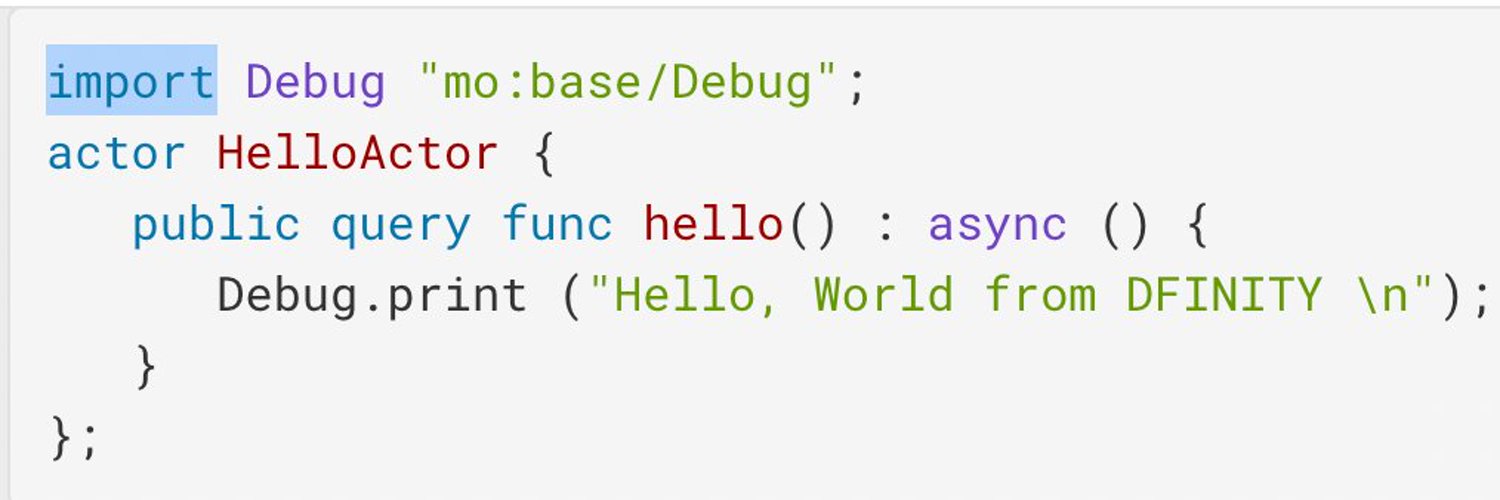 import Debug "mo:base/Debug";
actor HelloActor {
   public query func hello() : async () {
      Debug.print ("Hello, World from DFINITY \n");
   }
};